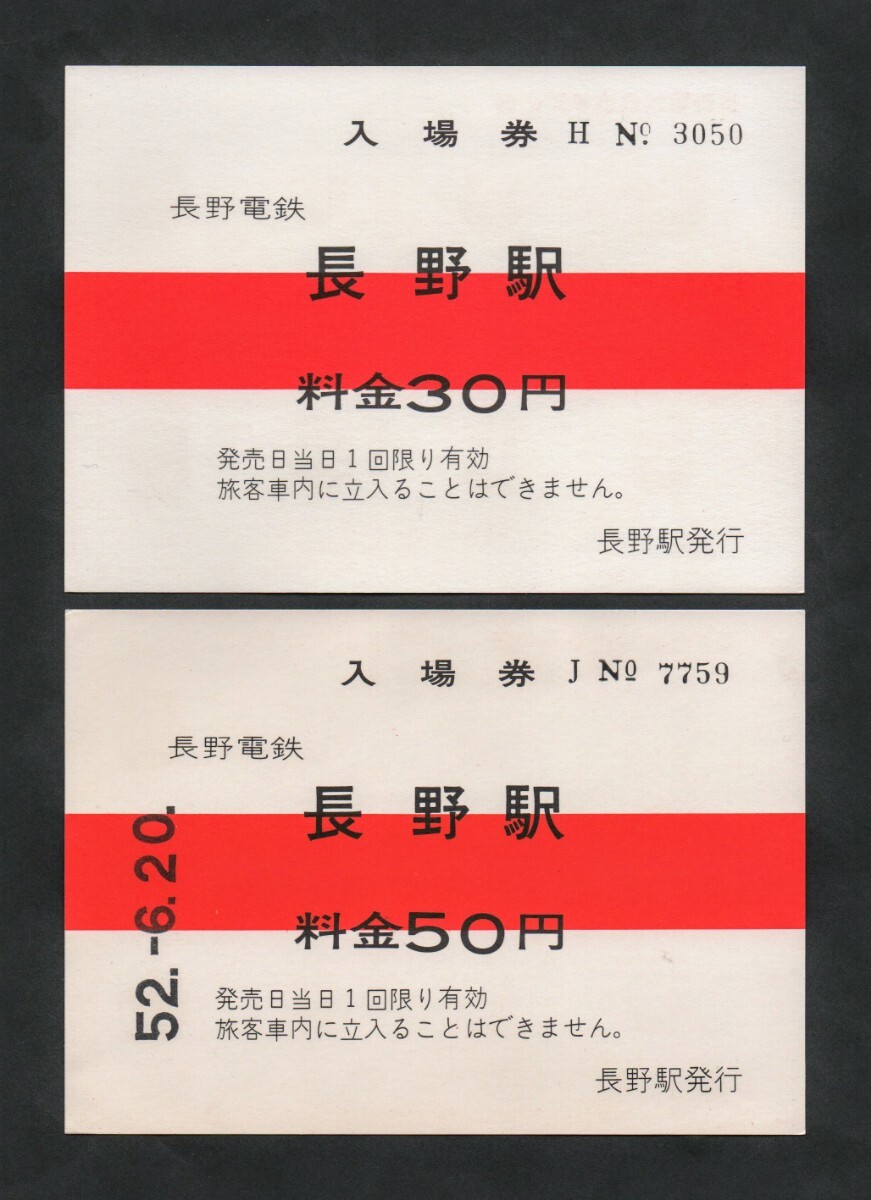 入場券 H No. 3050
長野電鉄
長野駅
料金30円
発売日当日1回限り有効
旅客車内に立入ることはできません。
長野駅発行
入場券 J No 7759
長野電鉄
長野駅
料金50円
発売日当日1回限り有効
旅客車内に立入ることはできません。
長野駅発行
52.-6.20.